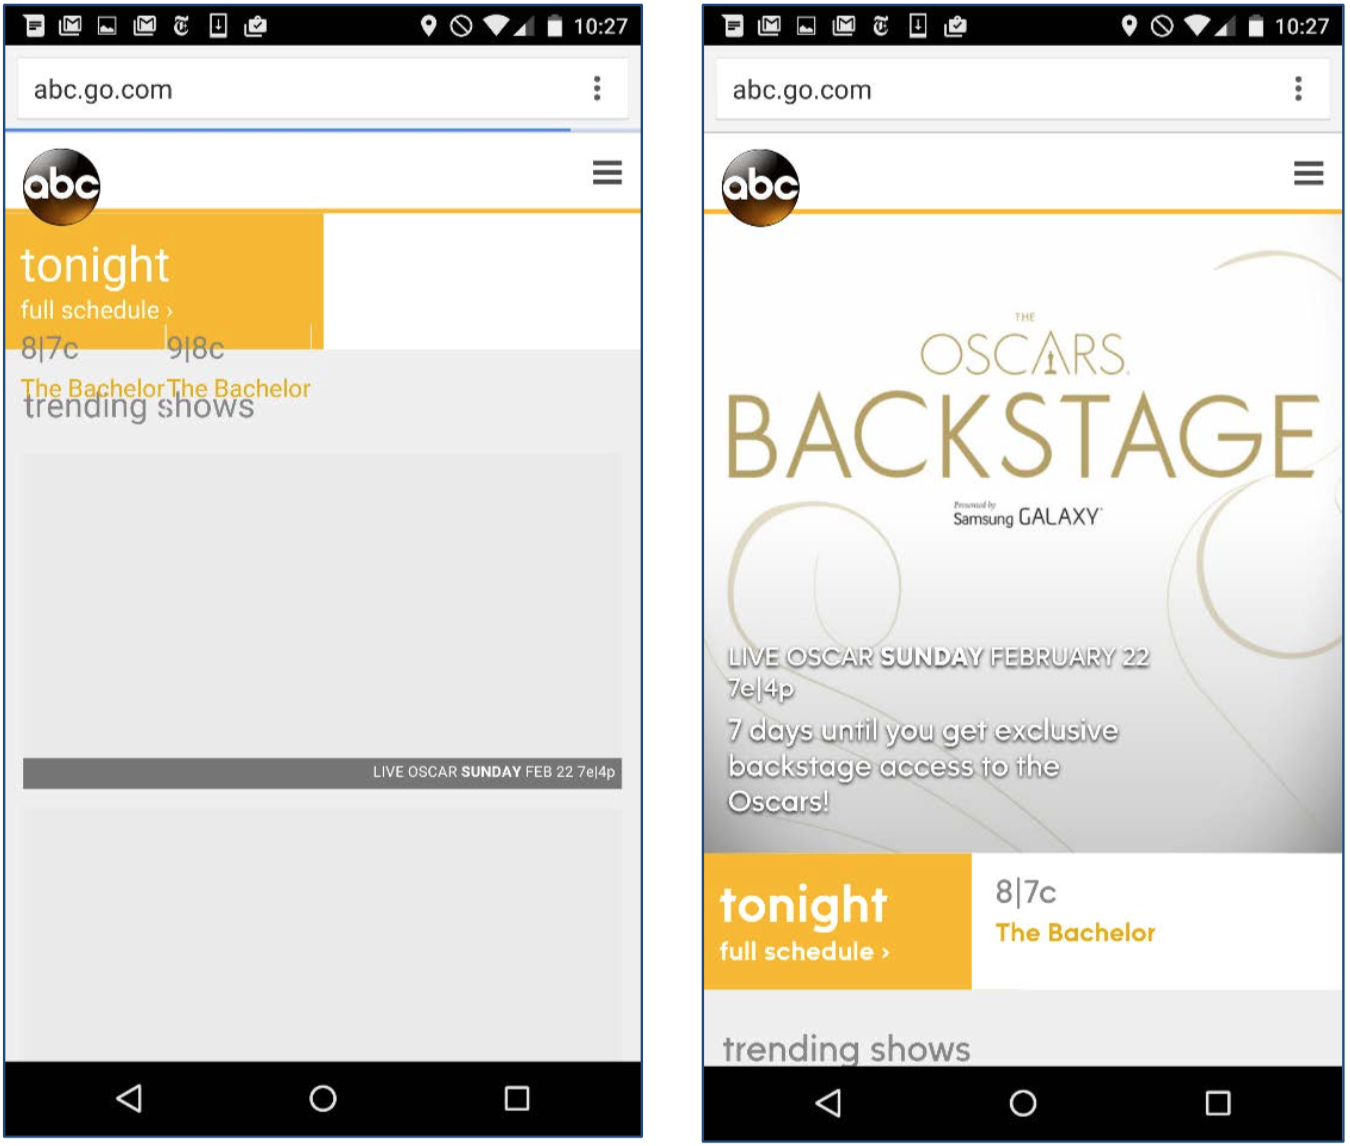 10:27
abc.go.com
abc
tonight
full schedule ›
8|7c 9|8c
The Bachelor The Bachelor
trending shows
LIVE OSCAR SUNDAY FEB 22 7e|4p
10:27
abc.go.com
abc
THE
OSCARS
BACKSTAGE
Presented by
Samsung GALAXY
LIVE OSCAR SUNDAY FEBRUARY 22
7e|4p
7 days until you get exclusive
backstage access to the
Oscars!
tonight
full schedule ›
8|7c
The Bachelor
trending shows